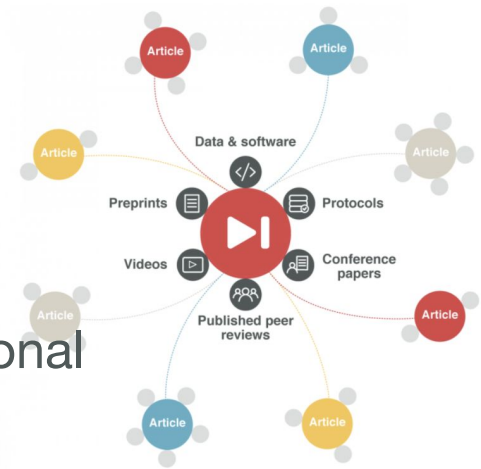 Article
Article
Article
Article
Data & software
Preprints
Protocols
Videos
Conference
papers
Published peer
reviews
Article
Article
onal
Article
Article